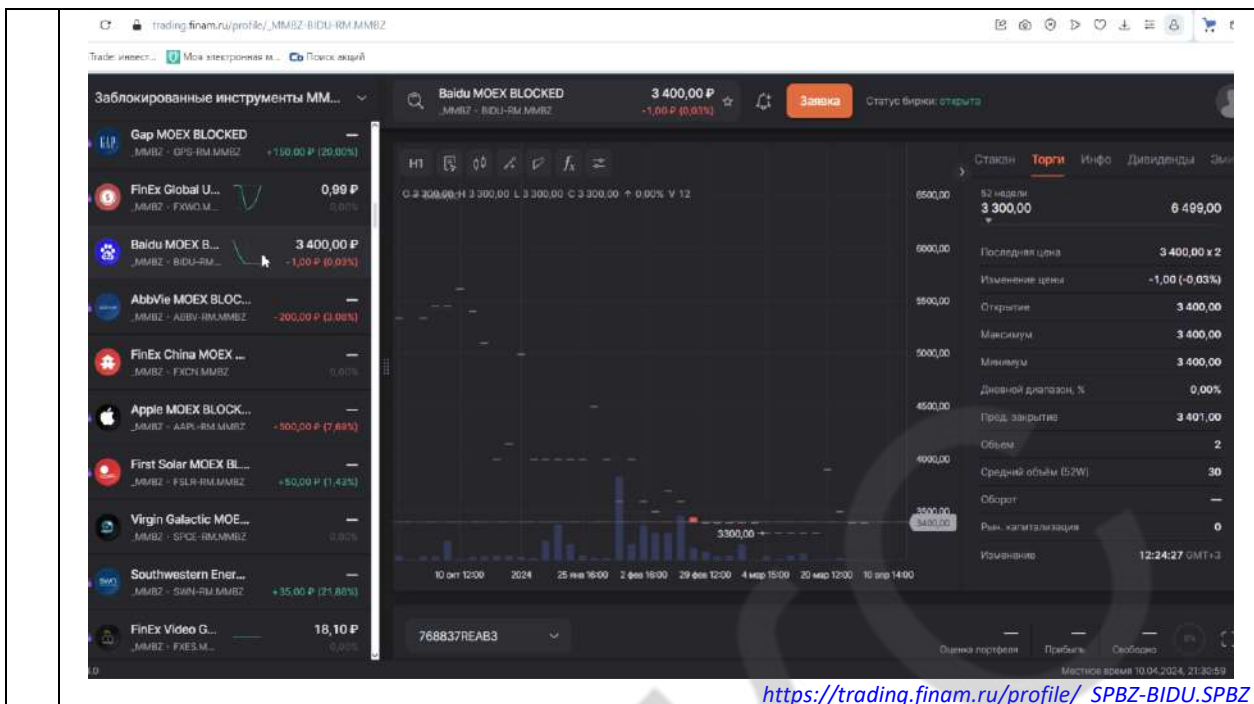 trading.finam.ru/profile/_MMBZ-BIDU-RM.MMBZ
Trade: инвест... Моя электронная м... Поиск акций
Заблокированные инструменты MM...
Baidu MOEX BLOCKED
_MMBZ - BIDU-RM.MMBZ
3 400,00 ₽
-1,00 ₽ (0,03%)
Заявка
Статус биржи: открыта
Gap MOEX BLOCKED —
_MMBZ - GPS-RM.MMBZ +150,00 ₽ (20,00%)
FinEx Global U... 0,99 ₽
_MMBZ - FXWO.M... 0,00%
Baidu MOEX B... 3 400,00 ₽
_MMBZ - BIDU-RM... -1,00 ₽ (0,03%)
AbbVie MOEX BLOC... —
_MMBZ - ABBV-RM.MMBZ -200,00 ₽ (3,08%)
FinEx China MOEX ... —
_MMBZ - FXCN.MMBZ 0,00%
Apple MOEX BLOCK... —
_MMBZ - AAPL-RM.MMBZ -500,00 ₽ (7,69%)
First Solar MOEX BL... —
_MMBZ - FSLR-RM.MMBZ +50,00 ₽ (1,43%)
Virgin Galactic MOE... —
_MMBZ - SPCE-RM.MMBZ 0,00%
Southwestern Ener... —
_MMBZ - SWN-RM.MMBZ +35,00 ₽ (21,88%)
FinEx Video G... 18,10 ₽
_MMBZ - FXES.M... 0,00%
H1
H 3 300,00 L 3 300,00 C 3 300,00 ↑ 0,00% V 12
6500,00
6000,00
5500,00
5000,00
4500,00
4000,00
3500,00
3400,00
3300,00
10 окт 12:00 2024 25 янв 16:00 2 фев 16:00 29 фев 12:00 4 мар 15:00 20 мар 12:00 10 апр 14:00
Стакан Торги Инфо Дивиденды
52 недели
3 300,00 6 499,00
Последняя цена 3 400,00 x 2
Изменение цены -1,00 (-0,03%)
Открытие 3 400,00
Максимум 3 400,00
Минимум 3 400,00
Дневной диапазон, % 0,00%
Пред. закрытие 3 401,00
Объем 2
Средний объём (52W) 30
Оборот —
Рын. капитализация 0
Изменение 12:24:27 GMT+3
768837REAB3
— — —
Оценка портфеля Прибыль Свободно
Местное время 10.04.2024, 21:30:59
https://trading.finam.ru/profile/_SPBZ-BIDU.SPBZ